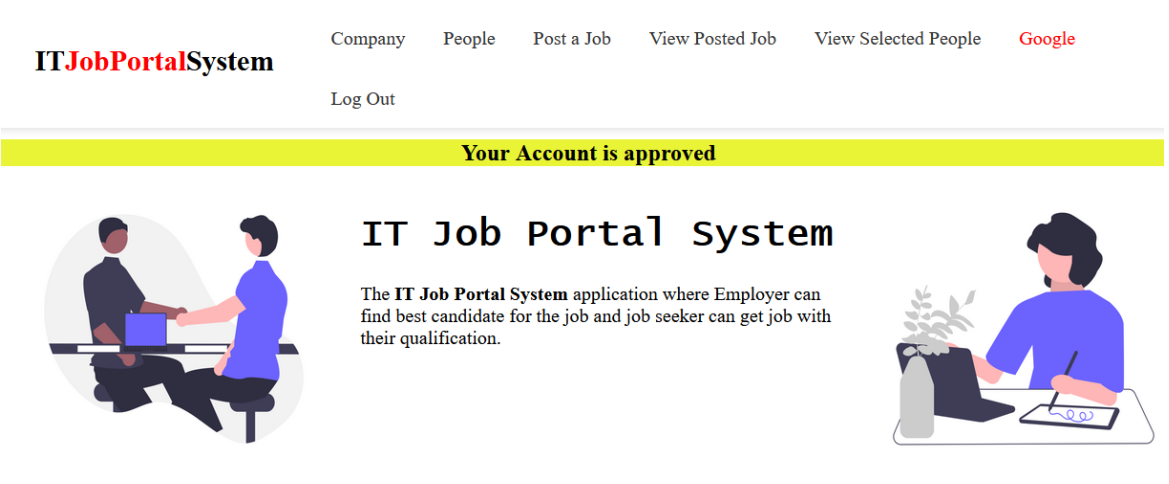 ITJobPortalSystem
Company People Post a Job View Posted Job View Selected People Google
Log Out
Your Account is approved
IT Job Portal System
The IT Job Portal System application where Employer can
find best candidate for the job and job seeker can get job with
their qualification.